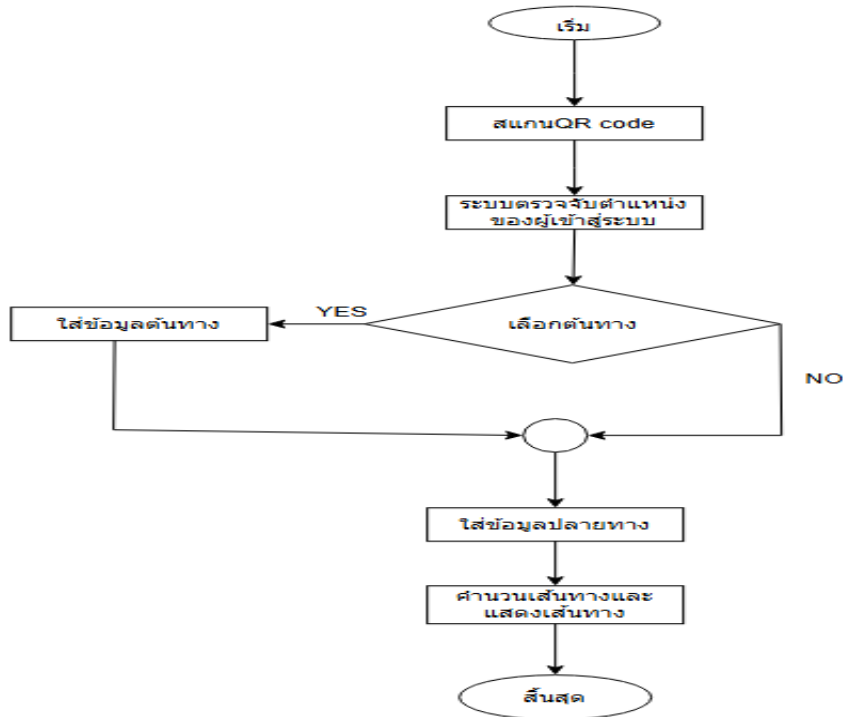 เริ่ม
สแกนQR code
ระบบตรวจจับตำแหน่ง
ของผู้เข้าสู่ระบบ
YES
ใส่ข้อมูลต้นทาง
เลือกต้นทาง
NO
ใส่ข้อมูลปลายทาง
คำนวนเส้นทางและ
แสดงเส้นทาง
สิ้นสุด